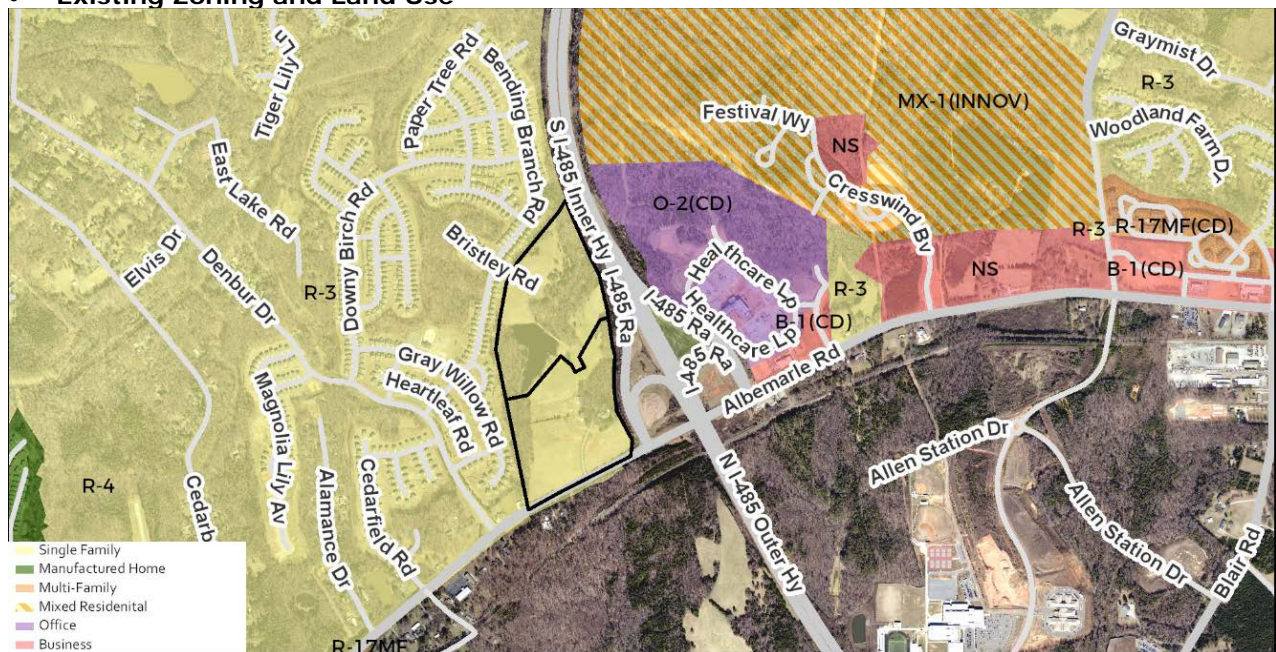 • Existing Zoning and Land Use
Graymist Dr
R-3
Woodland Farm Dr
Tiger Lily Ln
Paper Tree Rd
Bending Branch Rd
S I-485 Inner Hy
MX-1(INNOV)
Festival Wy
NS
Cresswind Bv
East Lake Rd
O-2(CD)
R-3
R-17MF(CD)
Elvis Dr
Denbur Dr
Downy Birch Rd
Bristley Rd
I-485 Ra
Healthcare Lp
NS
B-1(CD)
R-3
R-3
I-485 Ra
Healthcare Lp
B-1(CD)
I-485 Ra
Gray Willow Rd
Heartleaf Rd
Albemarle Rd
Magnolia Lily Av
Allen Station Dr
R-4
Cedarb
Alamance Dr
Cedarfield Rd
N I-485 Outer Hy
Allen Station Dr
Blair Rd
R-17MF
Single Family
Manufactured Home
Multi-Family
Mixed Residenital
Office
Business